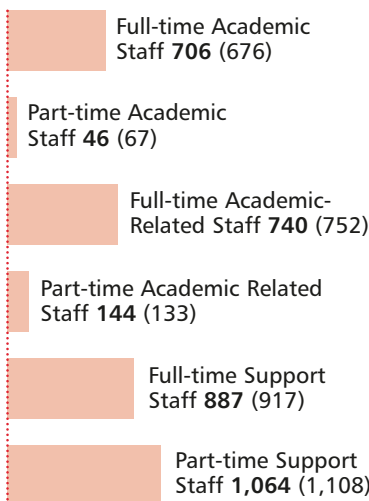 Full-time Academic
Staff 706 (676)
Part-time Academic
Staff 46 (67)
Full-time Academic-
Related Staff 740 (752)
Part-time Academic Related
Staff 144 (133)
Full-time Support
Staff 887 (917)
Part-time Support
Staff 1,064 (1,108)